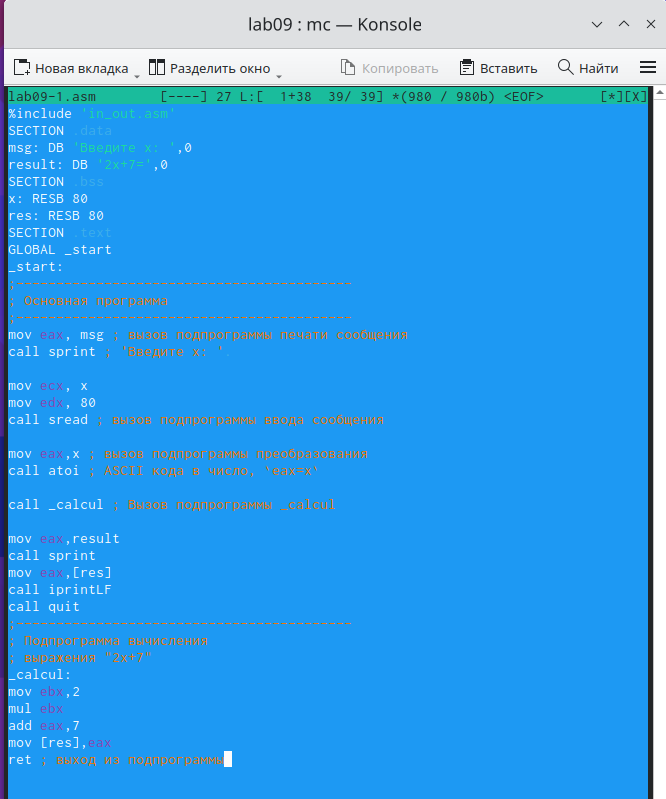 lab09 : mc — Konsole
Новая вкладка Разделить окно Копировать Вставить Найти
lab09-1.asm [----] 27 L:[ 1+38 39/ 39] *(980 / 980b) <EOF> [*][X]
%include 'in_out.asm'
SECTION .data
msg: DB 'Введите x: ',0
result: DB '2x+7=',0
SECTION .bss
x: RESB 80
res: RESB 80
SECTION .text
GLOBAL _start
_start:
;------------------------------------------
; Основная программа
;------------------------------------------
mov eax, msg ; вызов подпрограммы печати сообщения
call sprint ; 'Введите x: '.

mov ecx, x
mov edx, 80
call sread ; вызов подпрограммы ввода сообщения

mov eax,x ; вызов подпрограммы преобразования
call atoi ; ASCII кода в число, `eax=x`

call _calcul ; Вызов подпрограммы _calcul

mov eax,result
call sprint
mov eax,[res]
call iprintLF
call quit
;------------------------------------------
; Подпрограмма вычисления
; выражения "2x+7"
_calcul:
mov ebx,2
mul ebx
add eax,7
mov [res],eax
ret ; выход из подпрограммы